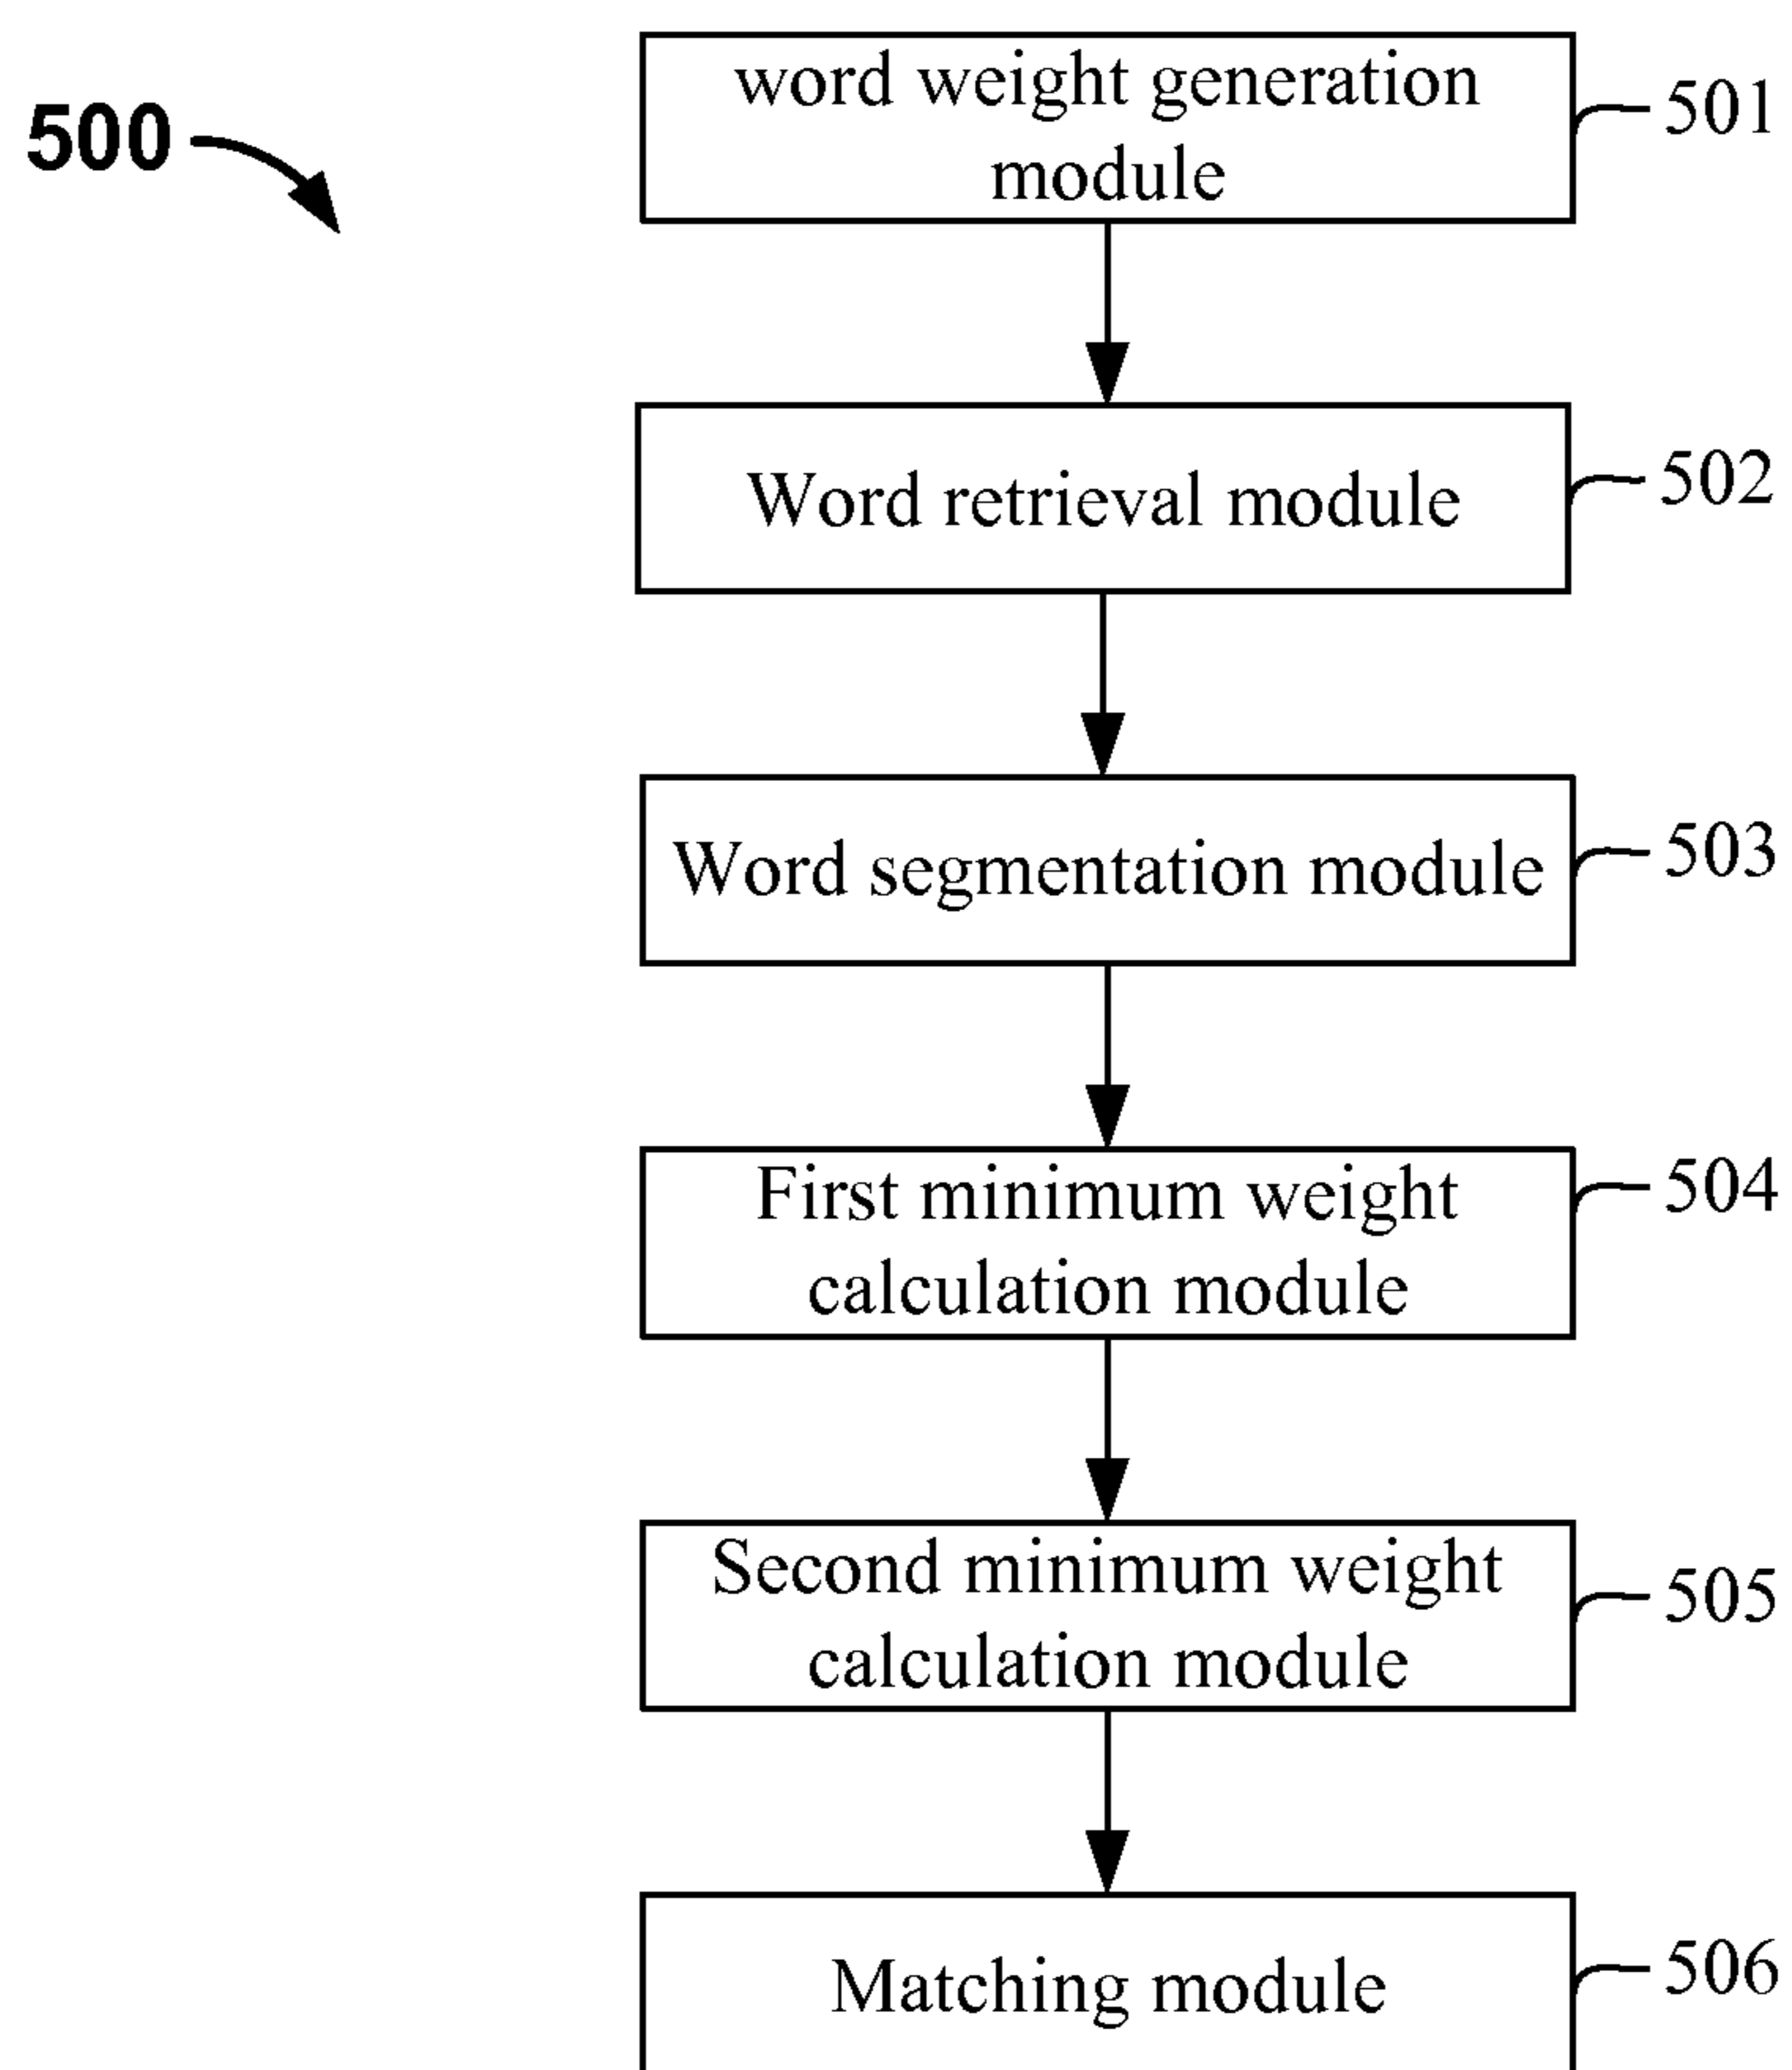 500
word weight generation
module
501
Word retrieval module
502
Word segmentation module
503
First minimum weight
calculation module
504
Second minimum weight
calculation module
505
Matching module
506